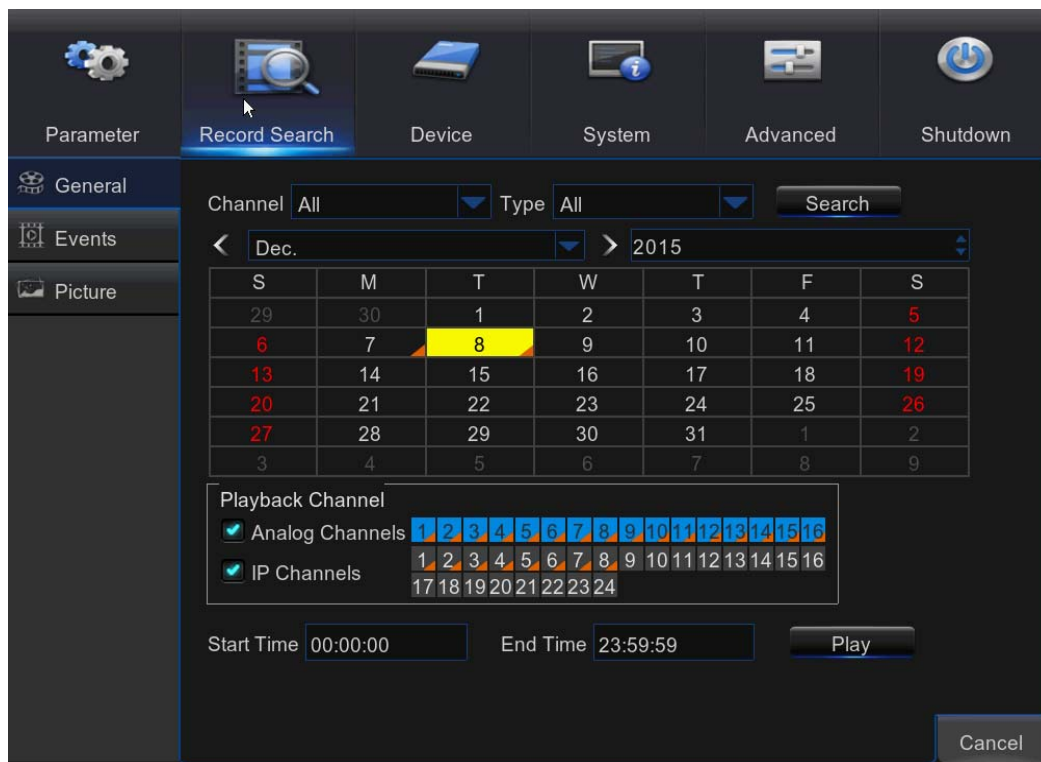 Parameter Record Search Device System Advanced Shutdown
General
Events
Picture
Channel All Type All Search
< Dec. > 2015
S M T W T F S
29 30 1 2 3 4 5
6 7 8 9 10 11 12
13 14 15 16 17 18 19
20 21 22 23 24 25 26
27 28 29 30 31 1 2
3 4 5 6 7 8 9
Playback Channel
Analog Channels 1 2 3 4 5 6 7 8 9 10 11 12 13 14 15 16
IP Channels 1 2 3 4 5 6 7 8 9 10 11 12 13 14 15 16
17 18 19 20 21 22 23 24
Start Time 00:00:00 End Time 23:59:59 Play
Cancel